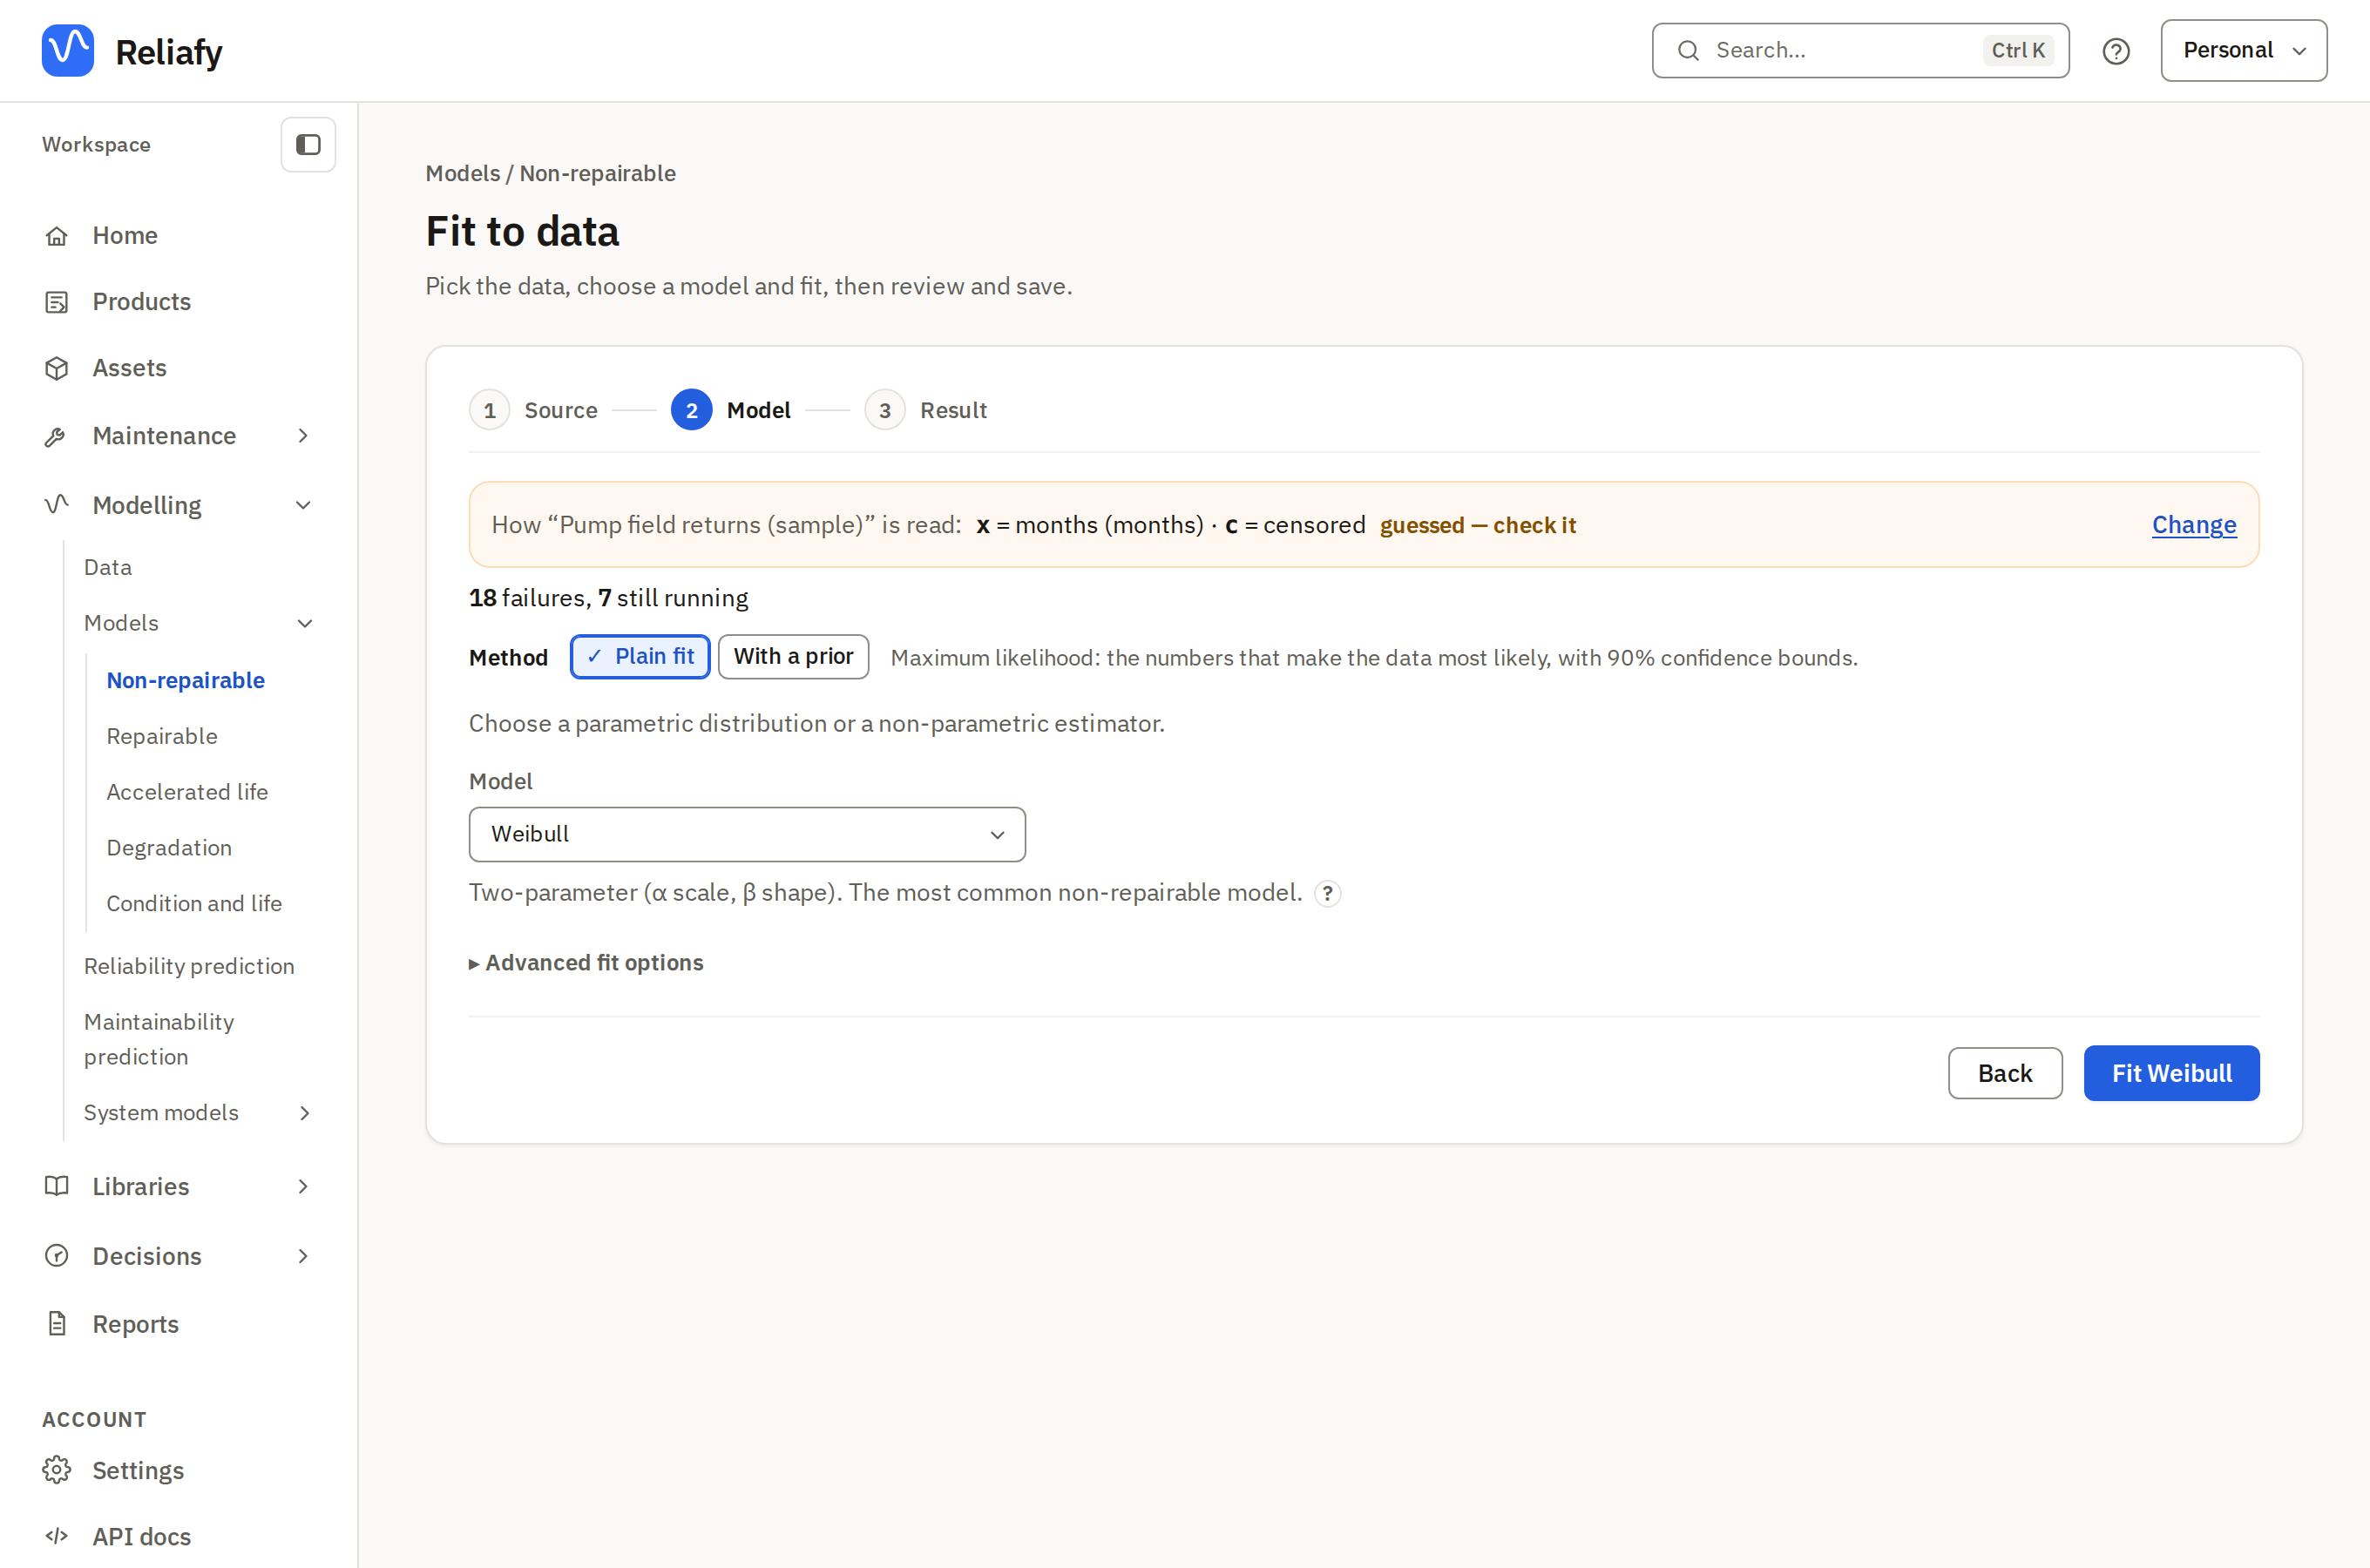 Reliafy
Search...
Ctrl K
Personal
Workspace
Home
Products
Assets
Maintenance
Modelling
Data
Models
Non-repairable
Repairable
Accelerated life
Degradation
Condition and life
Reliability prediction
Maintainability
prediction
System models
Libraries
Decisions
Reports
ACCOUNT
Settings
API docs
Models / Non-repairable
Fit to data
Pick the data, choose a model and fit, then review and save.
1 Source 2 Model 3 Result
How “Pump field returns (sample)” is read: x = months (months) · c = censored guessed — check it Change
18 failures, 7 still running
Method ✓ Plain fit With a prior Maximum likelihood: the numbers that make the data most likely, with 90% confidence bounds.
Choose a parametric distribution or a non-parametric estimator.
Model
Weibull
Two-parameter (α scale, β shape). The most common non-repairable model. ?
▸ Advanced fit options
Back Fit Weibull